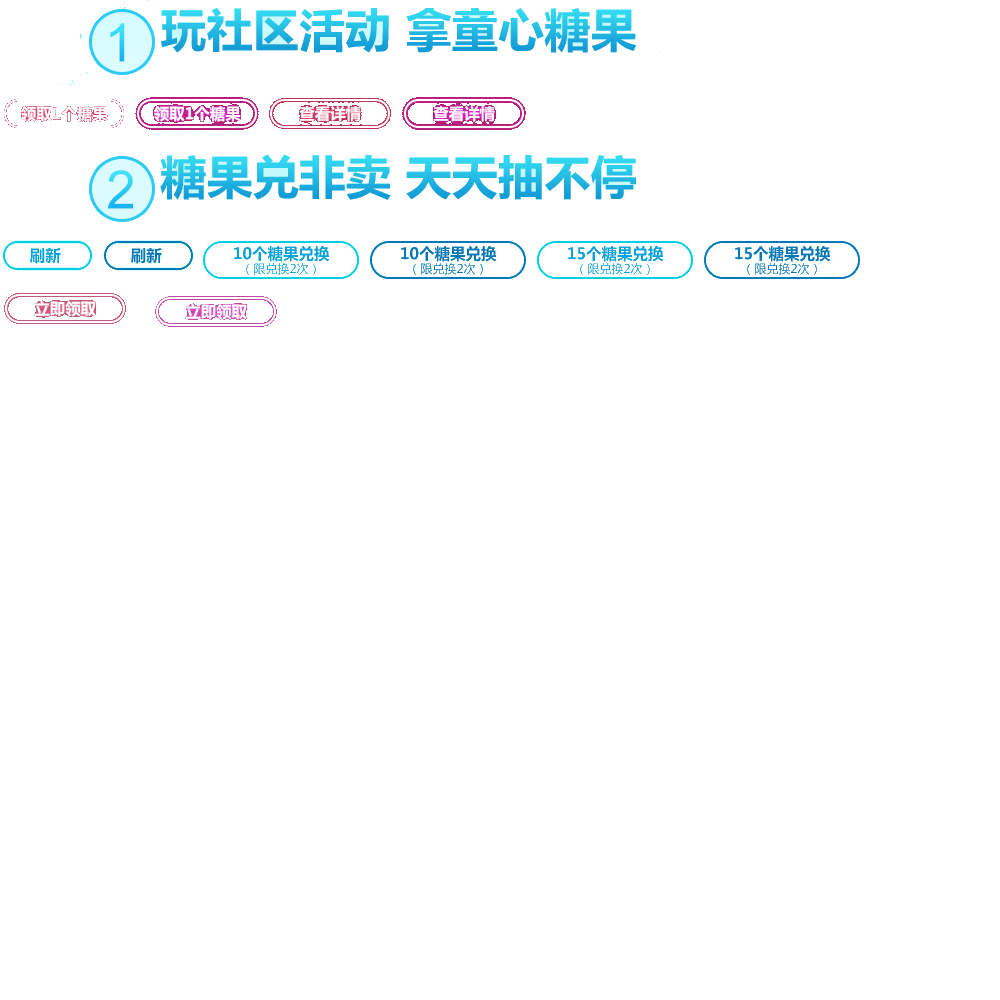 1 玩社区活动 拿童心糖果
领取1个糖果 领取1个糖果 查看详情 查看详情
2 糖果兑非卖 天天抽不停
刷新 刷新 10个糖果兑换 10个糖果兑换 15个糖果兑换 15个糖果兑换
(限兑换2次) (限兑换2次) (限兑换2次) (限兑换2次)
立即领取 立即领取